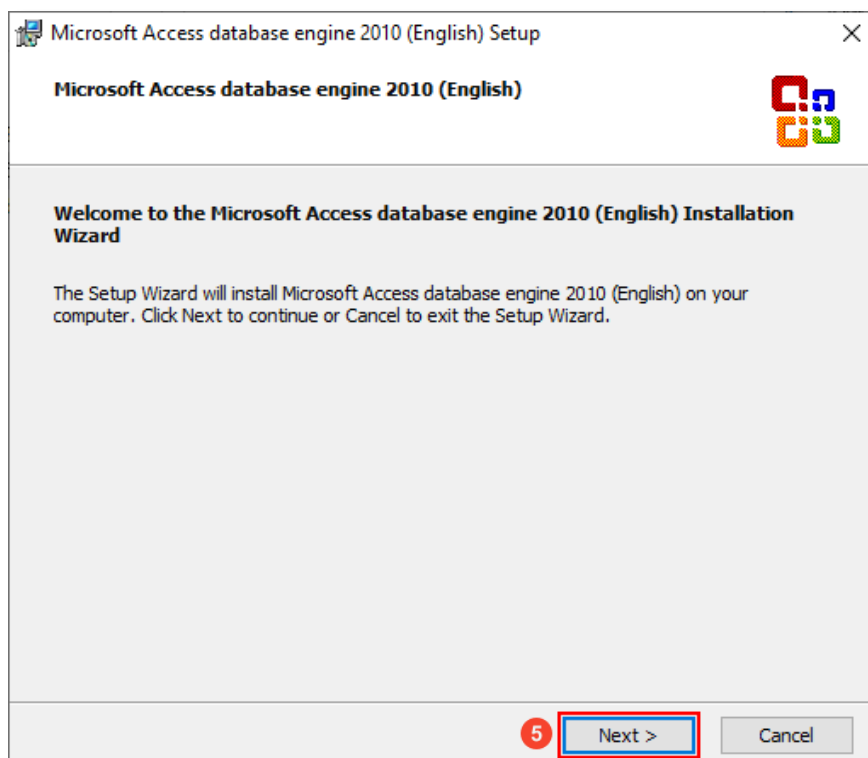 Microsoft Access database engine 2010 (English) Setup
Microsoft Access database engine 2010 (English)
Welcome to the Microsoft Access database engine 2010 (English) Installation
Wizard
The Setup Wizard will install Microsoft Access database engine 2010 (English) on your
computer. Click Next to continue or Cancel to exit the Setup Wizard.
5 Next > Cancel